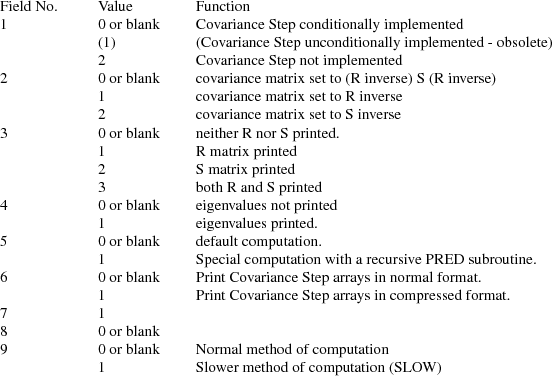 Field No. Value Function
1 0 or blank Covariance Step conditionally implemented
(1) (Covariance Step unconditionally implemented - obsolete)
2 Covariance Step not implemented
2 0 or blank covariance matrix set to (R inverse) S (R inverse)
1 covariance matrix set to R inverse
2 covariance matrix set to S inverse
3 0 or blank neither R nor S printed.
1 R matrix printed
2 S matrix printed
3 both R and S printed
4 0 or blank eigenvalues not printed
1 eigenvalues printed.
5 0 or blank default computation.
1 Special computation with a recursive PRED subroutine.
6 0 or blank Print Covariance Step arrays in normal format.
1 Print Covariance Step arrays in compressed format.
7 1
8 0 or blank
9 0 or blank Normal method of computation
1 Slower method of computation (SLOW)